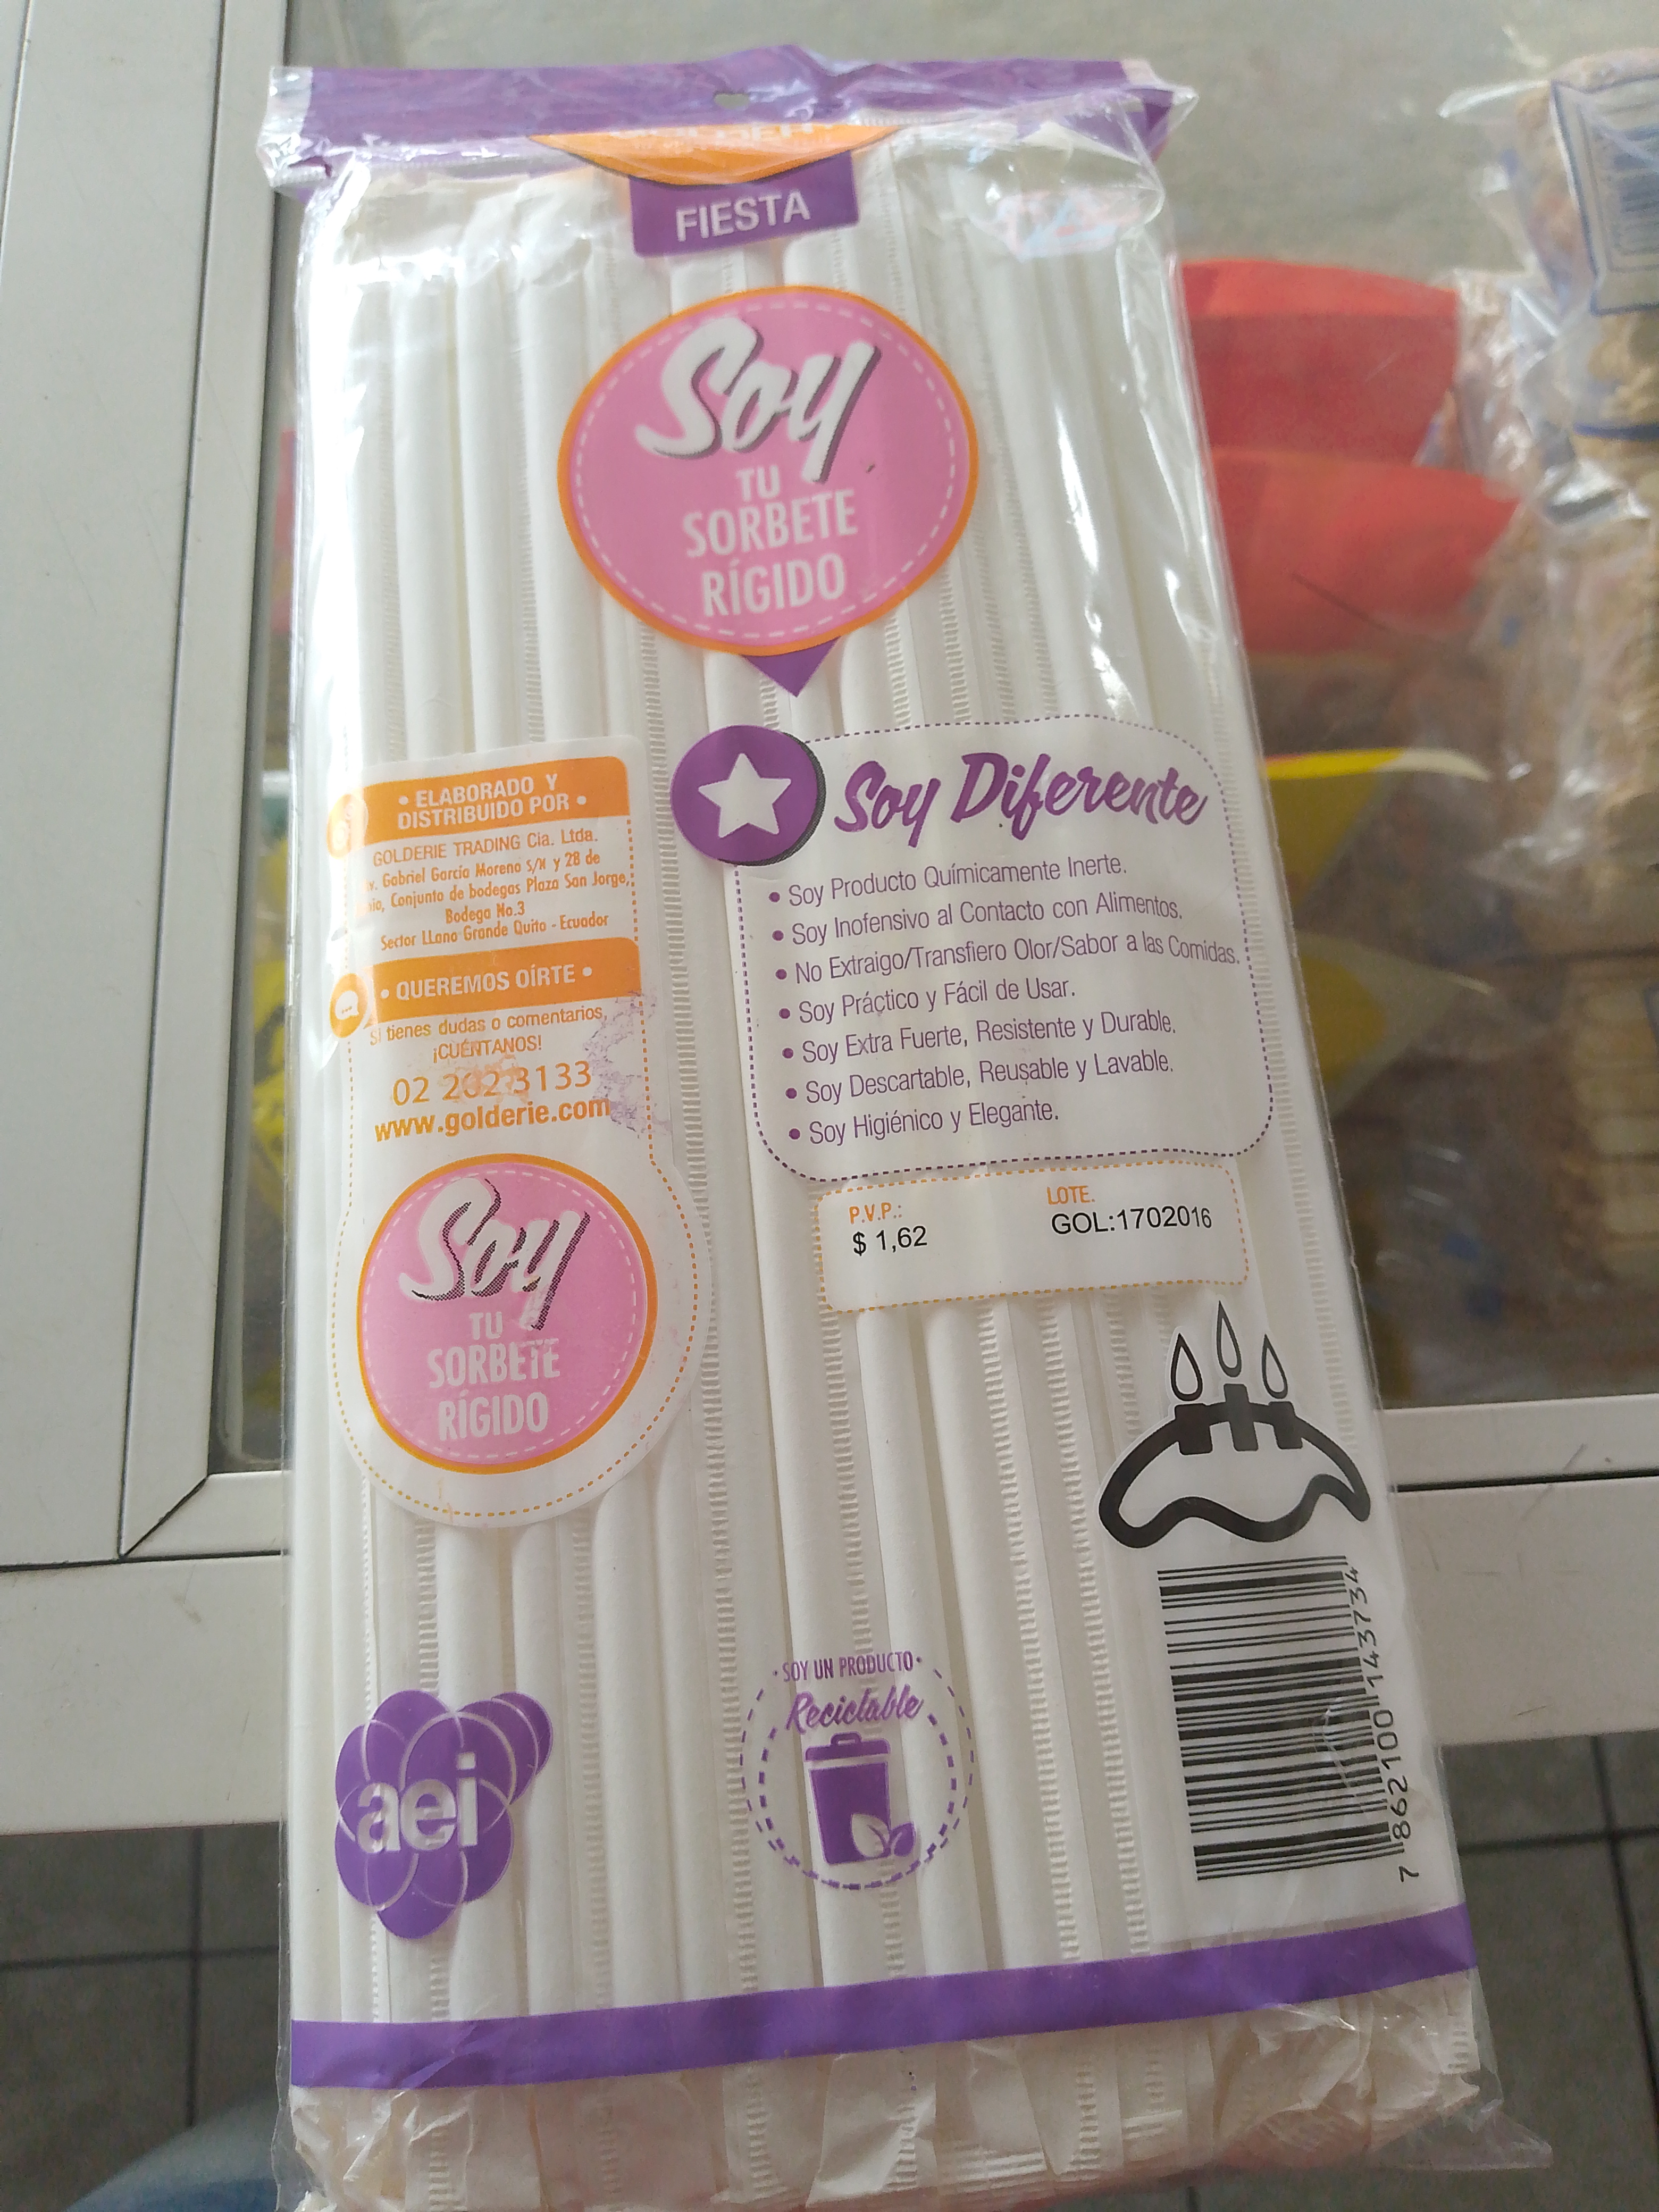 FIESTA
Soy
TU
SORBETE
RÍGIDO
• ELABORADO Y
DISTRIBUIDO POR •
GOLDERIE TRADING Cia. Ltda.
Gabriel García Moreno S/N y 28 de
Conjunto de bodegas Plaza San Jorge,
Bodega No.3
Sector LLano Grande Quito - Ecuador
• QUEREMOS OÍRTE •
Si tienes dudas o comentarios,
¡CUÉNTANOS!
02 202 3133
www.golderie.com
Soy
TU
SORBETE
RÍGIDO
Soy Diferente
• Soy Producto Químicamente Inerte.
• Soy Inofensivo al Contacto con Alimentos.
• No Extraigo/Transfiero Olor/Sabor a las Comidas.
• Soy Práctico y Fácil de Usar.
• Soy Extra Fuerte, Resistente y Durable.
• Soy Descartable, Reusable y Lavable.
• Soy Higiénico y Elegante.
P.V.P.:
$ 1,62
LOTE.
GOL:1702016
aei
• SOY UN PRODUCTO •
Reciclable
7 862100 143734